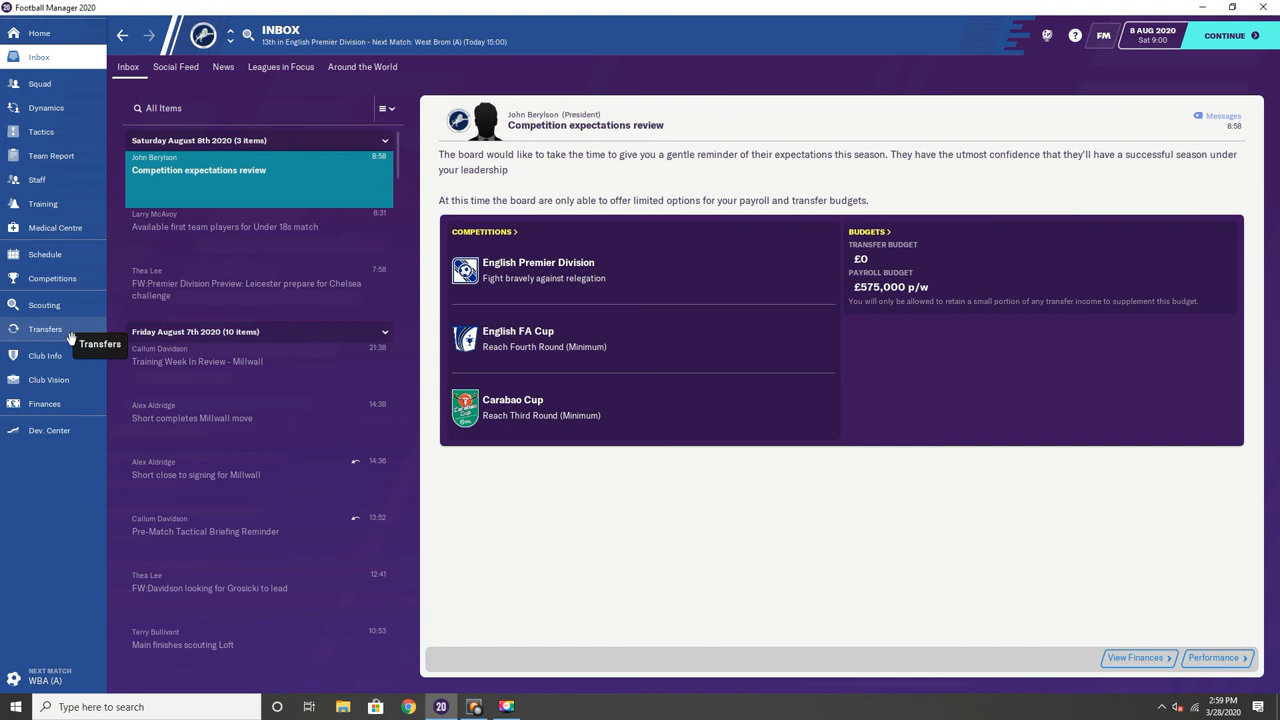 Football Manager 2020
Home
Inbox
Squad
Dynamics
Tactics
Team Report
Staff
Training
Medical Centre
Schedule
Competitions
Scouting
Transfers
Transfers
Club Info
Club Vision
Finances
Dev. Center
NEXT MATCH
WBA (A)
INBOX
13th in English Premier Division - Next Match: West Brom (A) (Today 15:00)
FM
8 AUG 2020
Sat 9:00
CONTINUE
Inbox Social Feed News Leagues in Focus Around the World
All Items
Saturday August 8th 2020 (3 items)
John Berylson 8:58
Competition expectations review
Larry McAvoy 8:31
Available first team players for Under 18s match
Thea Lee 7:58
FW:Premier Division Preview: Leicester prepare for Chelsea
challenge
Friday August 7th 2020 (10 items)
Callum Davidson 21:38
Training Week In Review - Millwall
Alex Aldridge 14:38
Short completes Millwall move
Alex Aldridge 14:36
Short close to signing for Millwall
Callum Davidson 13:52
Pre-Match Tactical Briefing Reminder
Thea Lee 12:41
FW:Davidson looking for Grosicki to lead
Terry Bullivant 10:53
Main finishes scouting Loft
John Berylson (President)
Competition expectations review
Messages
8:58
The board would like to take the time to give you a gentle reminder of their expectations this season. They have the utmost confidence that they'll have a successful season under
your leadership
At this time the board are only able to offer limited options for your payroll and transfer budgets.
COMPETITIONS >
English Premier Division
Fight bravely against relegation
English FA Cup
Reach Fourth Round (Minimum)
Carabao Cup
Reach Third Round (Minimum)
BUDGETS >
TRANSFER BUDGET
£0
PAYROLL BUDGET
£575,000 p/w
You will only be allowed to retain a small portion of any transfer income to supplement this budget.
View Finances > Performance >
Type here to search
20
2:59 PM
3/28/2020